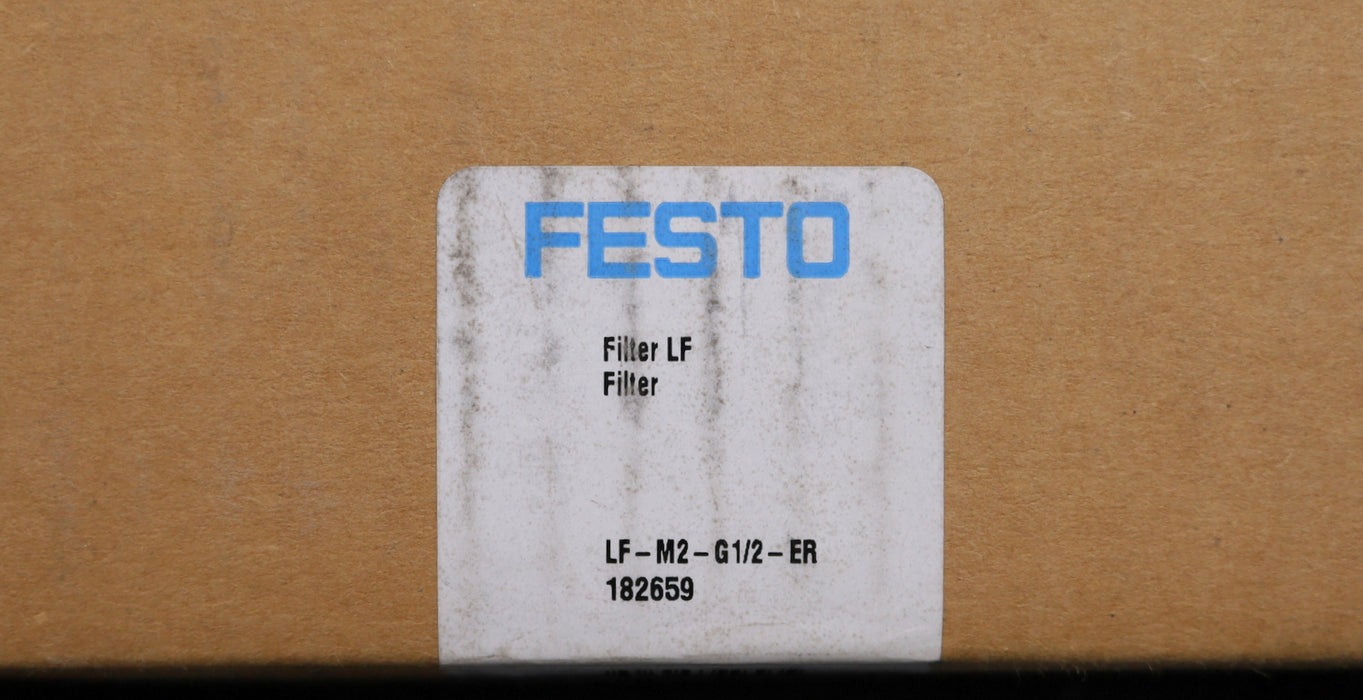 FESTO
Filter LF
Filter
LF-M2-G1/2-ER
182659